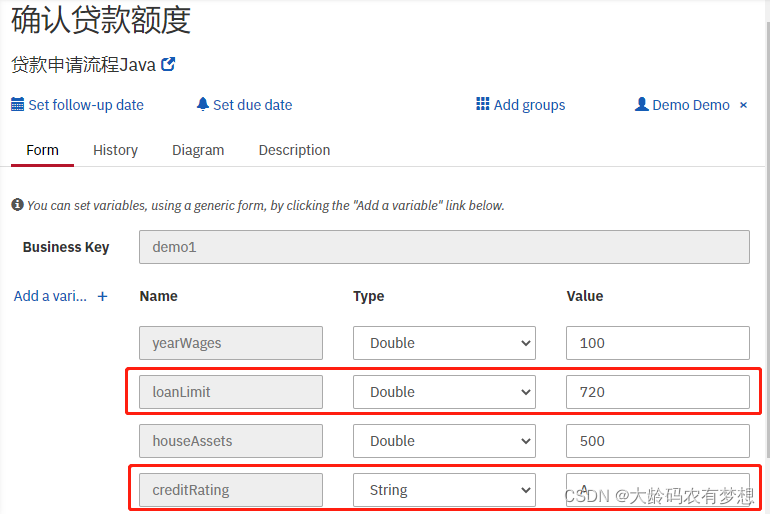 确认贷款额度
贷款申请流程Java
Set follow-up date Set due date Add groups Demo Demo ×
Form History Diagram Description
You can set variables, using a generic form, by clicking the "Add a variable" link below.
Business Key demo1
Add a vari... + Name Type Value
yearWages Double 100
loanLimit Double 720
houseAssets Double 500
creditRating String A
CSDN @大龄码农有梦想